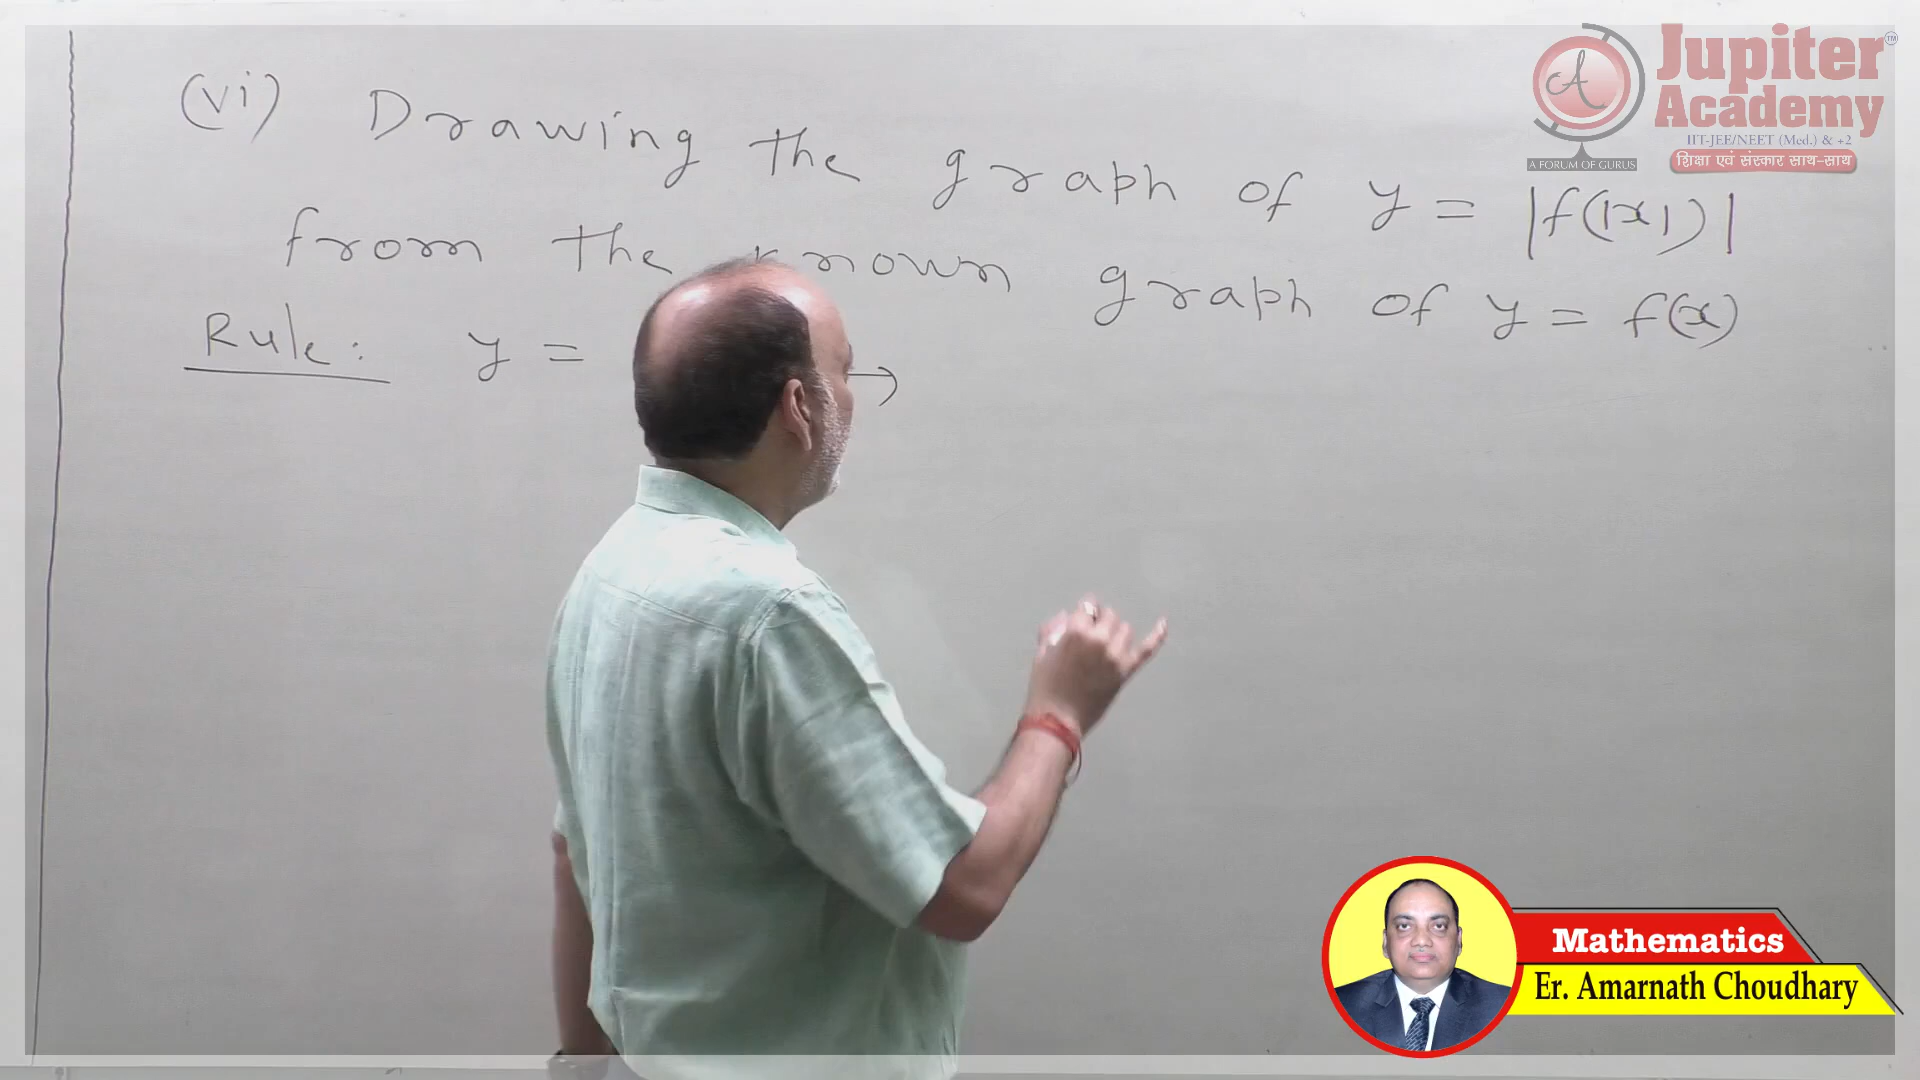 (vi) Drawing the graph of y = |f(|x|)|
from the known graph of y = f(x)
Rule: y = →
Jupiter
Academy
TM
IIT-JEE/NEET (Med.) & +2
शिक्षा एवं संस्कार साथ-साथ
A FORUM OF GURUS
Mathematics
Er. Amarnath Choudhary